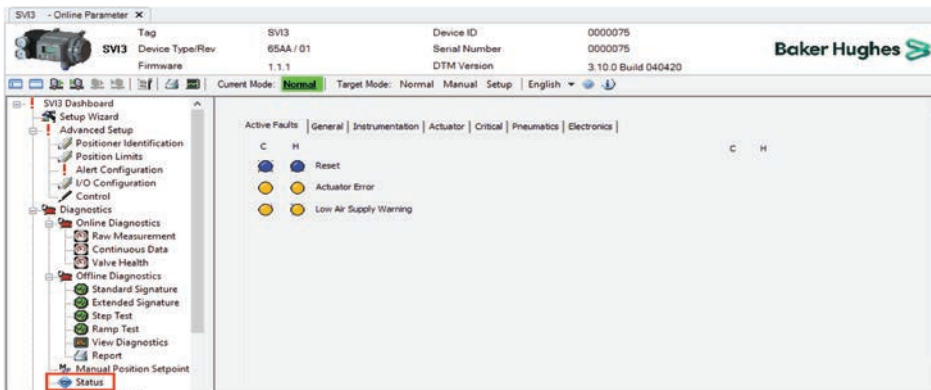 SVI3 - Online Parameter
Tag SVI3 Device ID 0000075
SVI3 Device Type/Rev 65AA / 01 Serial Number 0000075
Firmware 1.1.1 DTM Version 3.10.0 Build 040420
Baker Hughes
Current Mode: Normal Target Mode: Normal Manual Setup English
SVI3 Dashboard
Setup Wizard
Advanced Setup
Positioner Identification
Position Limits
Alert Configuration
I/O Configuration
Control
Diagnostics
Online Diagnostics
Raw Measurement
Continuous Data
Valve Health
Offline Diagnostics
Standard Signature
Extended Signature
Step Test
Ramp Test
View Diagnostics
Report
Manual Position Setpoint
Status
Active Faults General Instrumentation Actuator Critical Pneumatics Electronics
C H C H
Reset
Actuator Error
Low Air Supply Warning